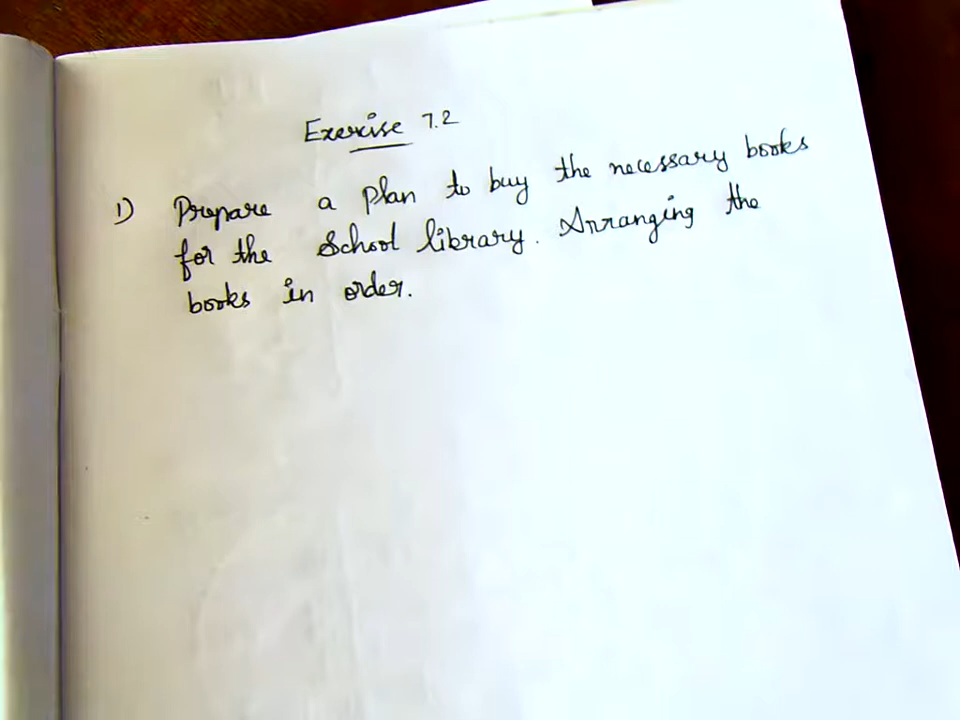 Exercise 7.2
1) Prepare a plan to buy the necessary books
for the School library. Arranging the
books in order.